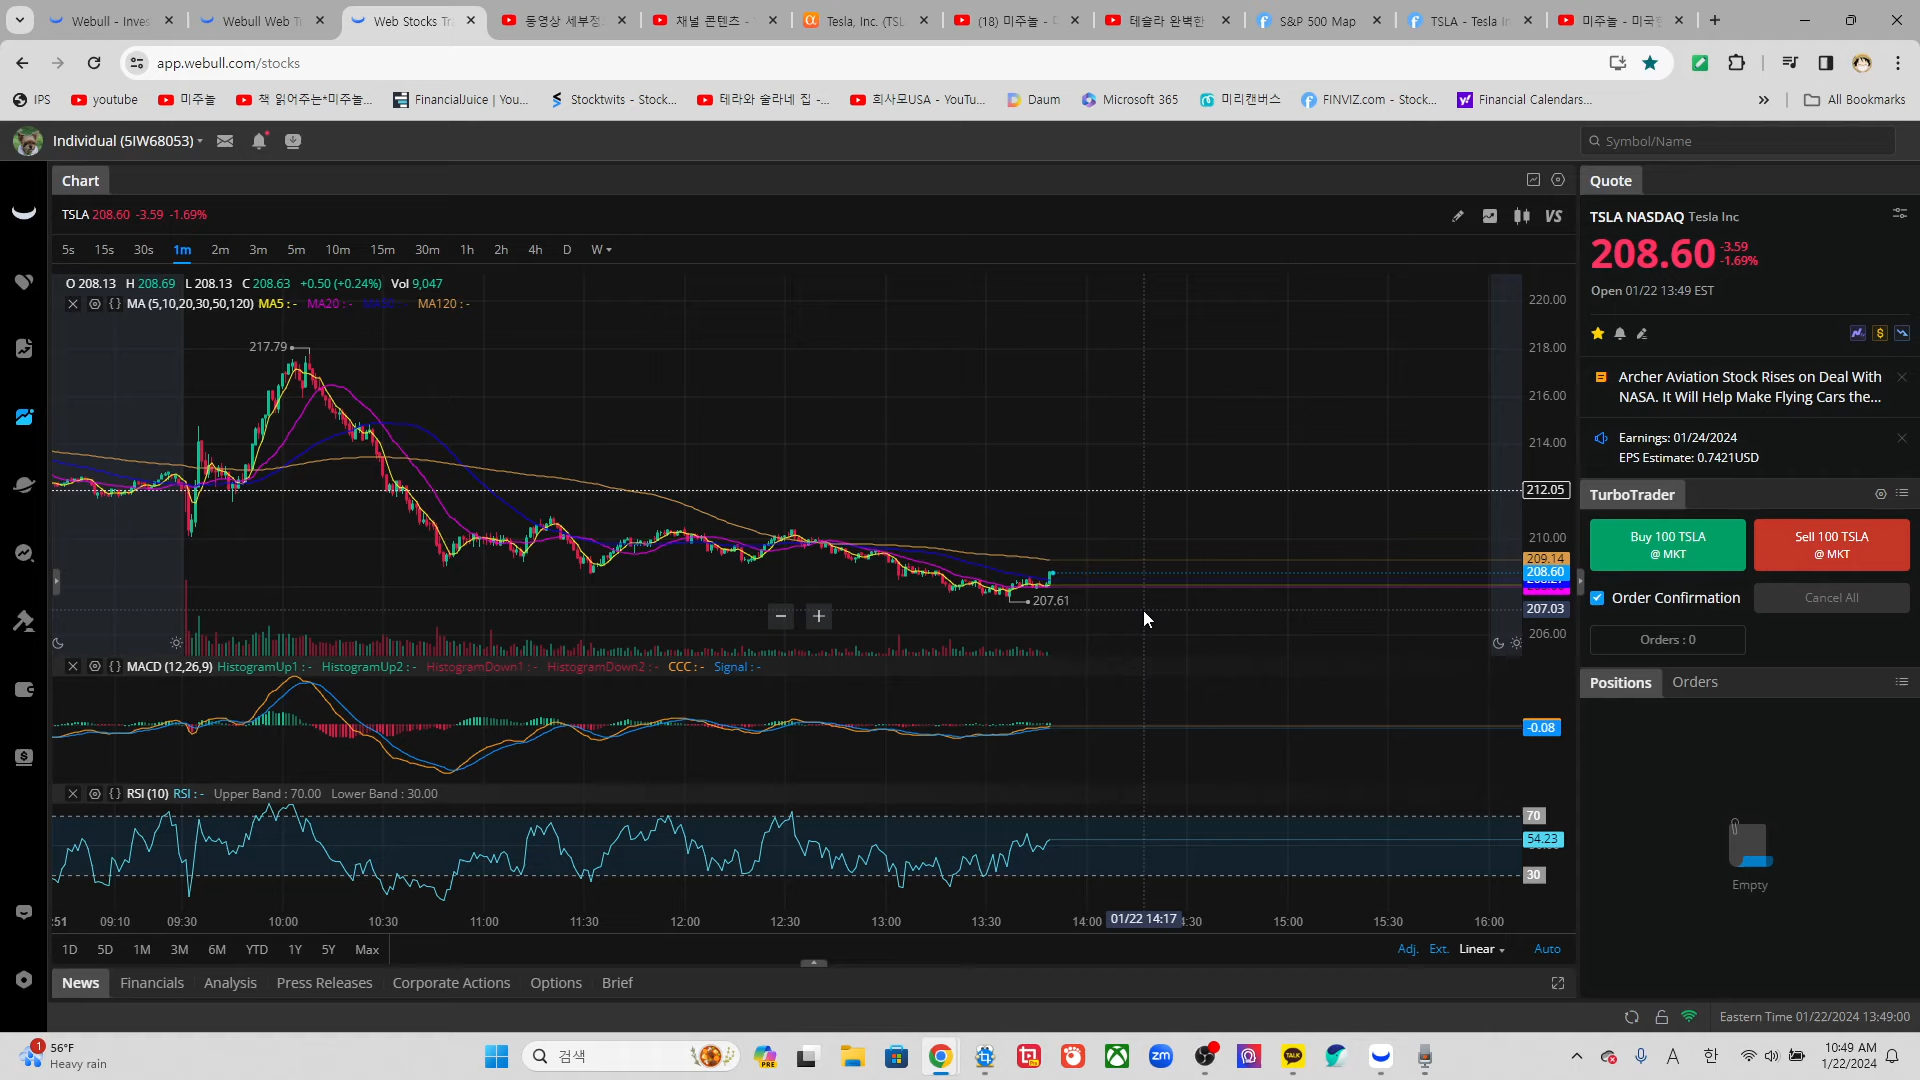 Webull - Inves
Webull Web T
Web Stocks Tr
동영상 세부정
채널 콘텐츠 -
Tesla, Inc. (TSL
(18) 미주놀 -
테슬라 완벽한
S&P 500 Map
TSLA - Tesla In
미주놀 - 미국
app.webull.com/stocks
IPS
youtube
미주놀
책 읽어주는*미주놀...
FinancialJuice | You...
Stocktwits - Stock...
테라와 술라네 집 -...
희사모USA - YouTu...
Daum
Microsoft 365
미리캔버스
FINVIZ.com - Stock...
Financial Calendars...
All Bookmarks
Individual (5IW68053)
Symbol/Name
Chart
TSLA 208.60 -3.59 -1.69%
VS
5s 15s 30s 1m 2m 3m 5m 10m 15m 30m 1h 2h 4h D W
O 208.13 H 208.69 L 208.13 C 208.63 +0.50 (+0.24%) Vol 9,047
MA (5,10,20,30,50,120) MA5 : - MA20 : - MA120 : -
217.79
207.61
220.00
218.00
216.00
214.00
212.05
210.00
209.14
208.60
207.03
206.00
MACD (12,26,9) HistogramUp1 : - HistogramUp2 : - HistogramDown1 : - HistogramDown2 : - CCC : - Signal : -
-0.08
RSI (10) RSI : - Upper Band : 70.00 Lower Band : 30.00
70
54.23
30
:51 09:10 09:30 10:00 10:30 11:00 11:30 12:00 12:30 13:00 13:30 14:00 01/22 14:17 :30 15:00 15:30 16:00
1D 5D 1M 3M 6M YTD 1Y 5Y Max
Adj. Ext. Linear Auto
News Financials Analysis Press Releases Corporate Actions Options Brief
Quote
TSLA NASDAQ Tesla Inc
208.60 -3.59
-1.69%
Open 01/22 13:49 EST
Archer Aviation Stock Rises on Deal With
NASA. It Will Help Make Flying Cars the...
Earnings: 01/24/2024
EPS Estimate: 0.7421USD
TurboTrader
Buy 100 TSLA
@ MKT
Sell 100 TSLA
@ MKT
Order Confirmation
Cancel All
Orders : 0
Positions Orders
Empty
Eastern Time 01/22/2024 13:49:00
1
56°F
Heavy rain
검색
PRE
zm
TALK
A
한
10:49 AM
1/22/2024